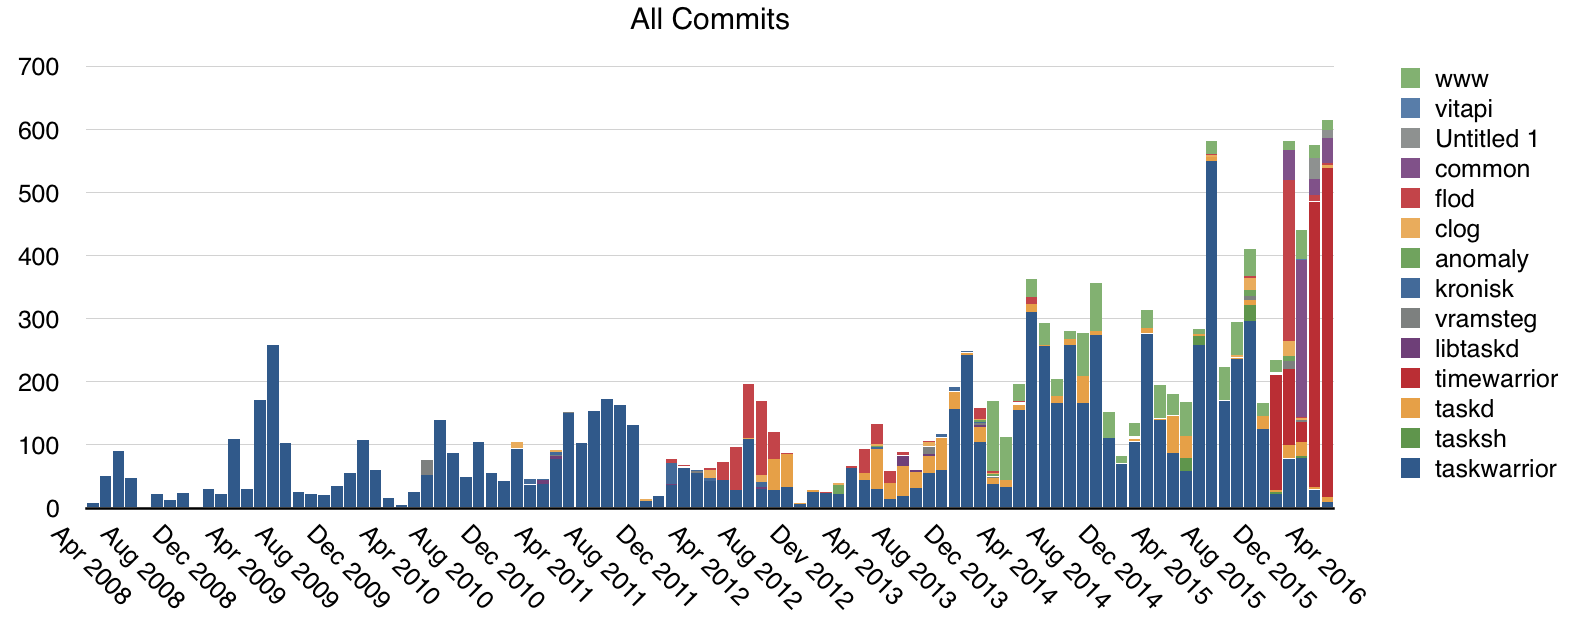 All Commits
700
600
500
400
300
200
100
0
Apr 2008
Aug 2008
Dec 2008
Apr 2009
Aug 2009
Dec 2009
Apr 2010
Aug 2010
Dec 2010
Apr 2011
Aug 2011
Dec 2011
Apr 2012
Aug 2012
Dev 2012
Apr 2013
Aug 2013
Dec 2013
Apr 2014
Aug 2014
Dec 2014
Apr 2015
Aug 2015
Dec 2015
Apr 2016
www
vitapi
Untitled 1
common
flod
clog
anomaly
kronisk
vramsteg
libtaskd
timewarrior
taskd
tasksh
taskwarrior